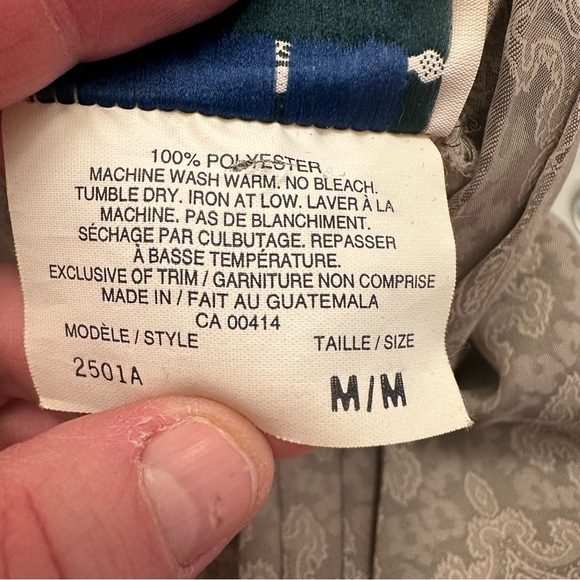 100% POLYESTER
MACHINE WASH WARM. NO BLEACH.
TUMBLE DRY. IRON AT LOW. LAVER À LA
MACHINE. PAS DE BLANCHIMENT.
SÉCHAGE PAR CULBUTAGE. REPASSER
À BASSE TEMPÉRATURE.
EXCLUSIVE OF TRIM / GARNITURE NON COMPRISE
MADE IN / FAIT AU GUATEMALA
CA 00414
MODÈLE / STYLE TAILLE / SIZE
2501A M/M